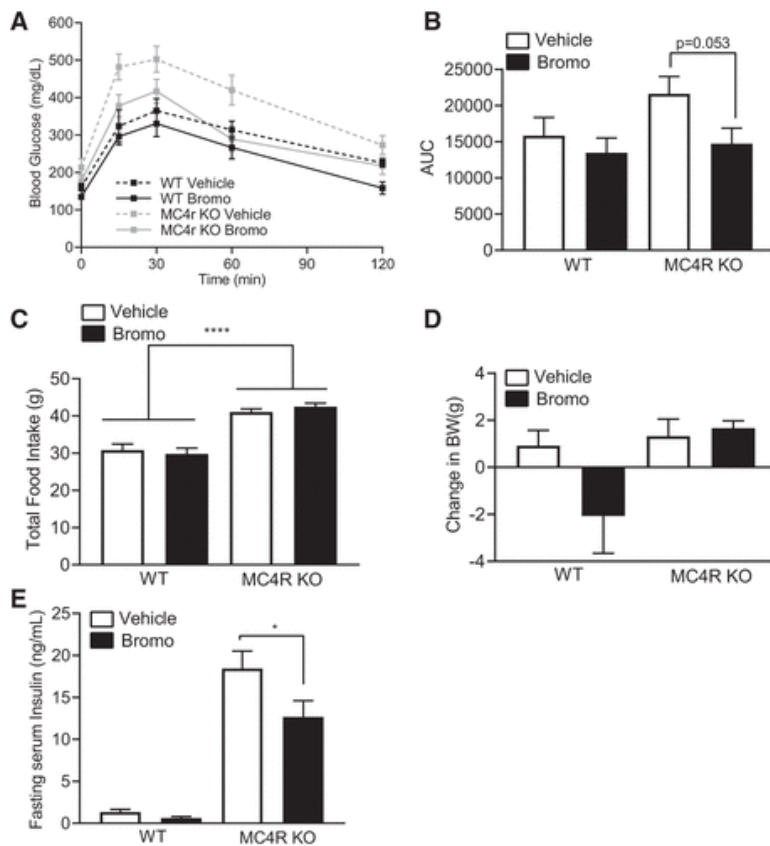 A
Blood Glucose (mg/dL)
600
500
400
300
200
100
0
0
30
60
90
120
Time (min)
WT Vehicle
WT Bromo
MC4r KO Vehicle
MC4r KO Bromo
B
Vehicle
Bromo
p=0.053
AUC
25000
20000
15000
10000
5000
0
WT
MC4R KO
C
Vehicle
Bromo
****
Total Food Intake (g)
50
40
30
20
10
0
WT
MC4R KO
D
Vehicle
Bromo
Change in BW(g)
4
2
0
-2
-4
WT
MC4R KO
E
Vehicle
Bromo
*
Fasting serum Insulin (ng/mL)
25
20
15
10
5
0
WT
MC4R KO